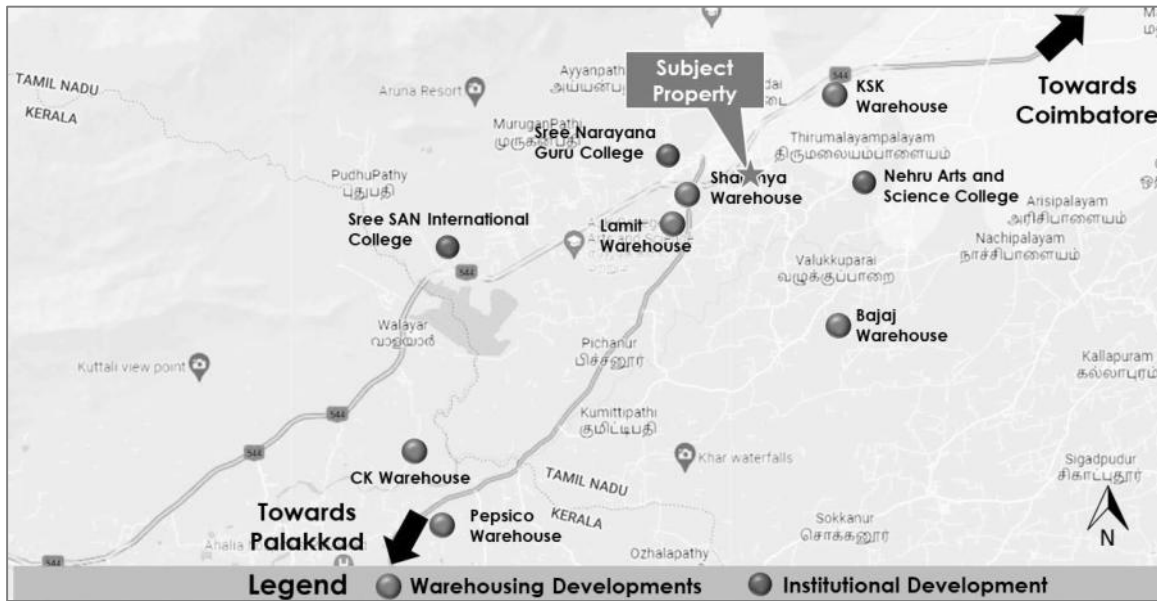 TAMIL NADU
KERALA
Aruna Resort
MuruganPathi
முருகன்பதி
PudhuPathy
புதுபதி
Sree SAN International
College
544
Walayar
വാളയാർ
Kuttali view point
544
544
544
CK Warehouse
Towards
Palakkad
Pepsico
Warehouse
Subject
Property
Sree Narayana
Guru College
Warehouse
Lamit
Warehouse
544
KSK
Warehouse
Towards
Coimbatore
Thirumalayampalayam
திருமலையம்பாளையம்
Nehru Arts and
Science College
Arisipalayam
அரிசிபாளையம்
Nachipalayam
நாச்சிபாளையம்
Valukkuparai
வழுக்குப்பாறை
Bajaj
Warehouse
Pichanur
பிச்சனூர்
Kumittipathi
குமிட்டிபதி
Kallapuram
கல்லாபுரம்
Khar waterfalls
TAMIL NADU
KERALA
Sigadpudur
சிகாட்புதூர்
Sokkanur
சொக்கனூர்
Ozhalapathy
N
Legend
Warehousing Developments
Institutional Development